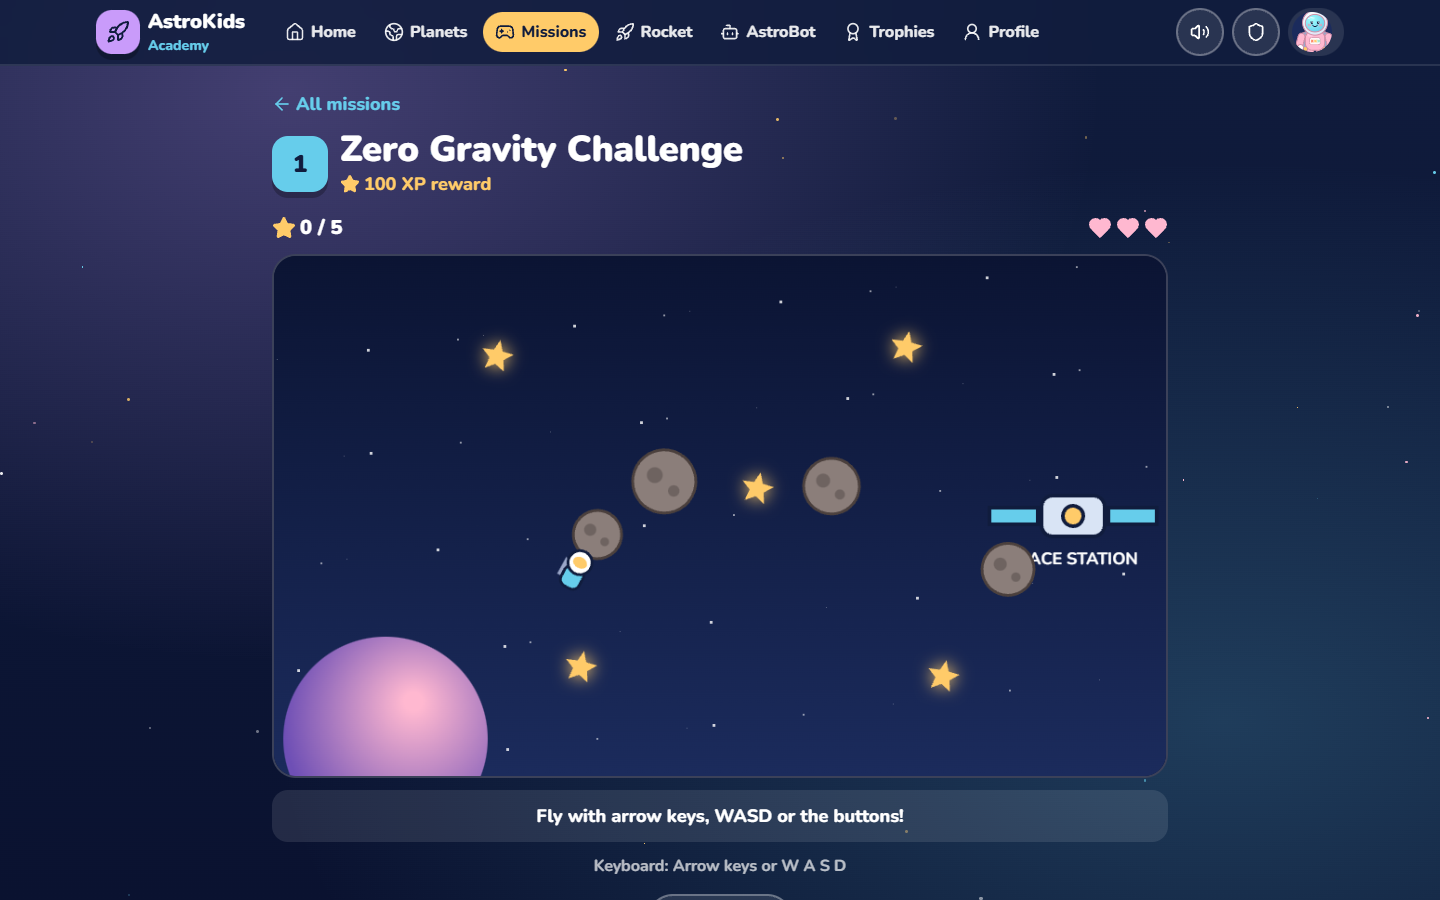 AstroKids
Academy
Home
Planets
Missions
Rocket
AstroBot
Trophies
Profile
All missions
1
Zero Gravity Challenge
100 XP reward
0 / 5
ACE STATION
Fly with arrow keys, WASD or the buttons!
Keyboard: Arrow keys or W A S D